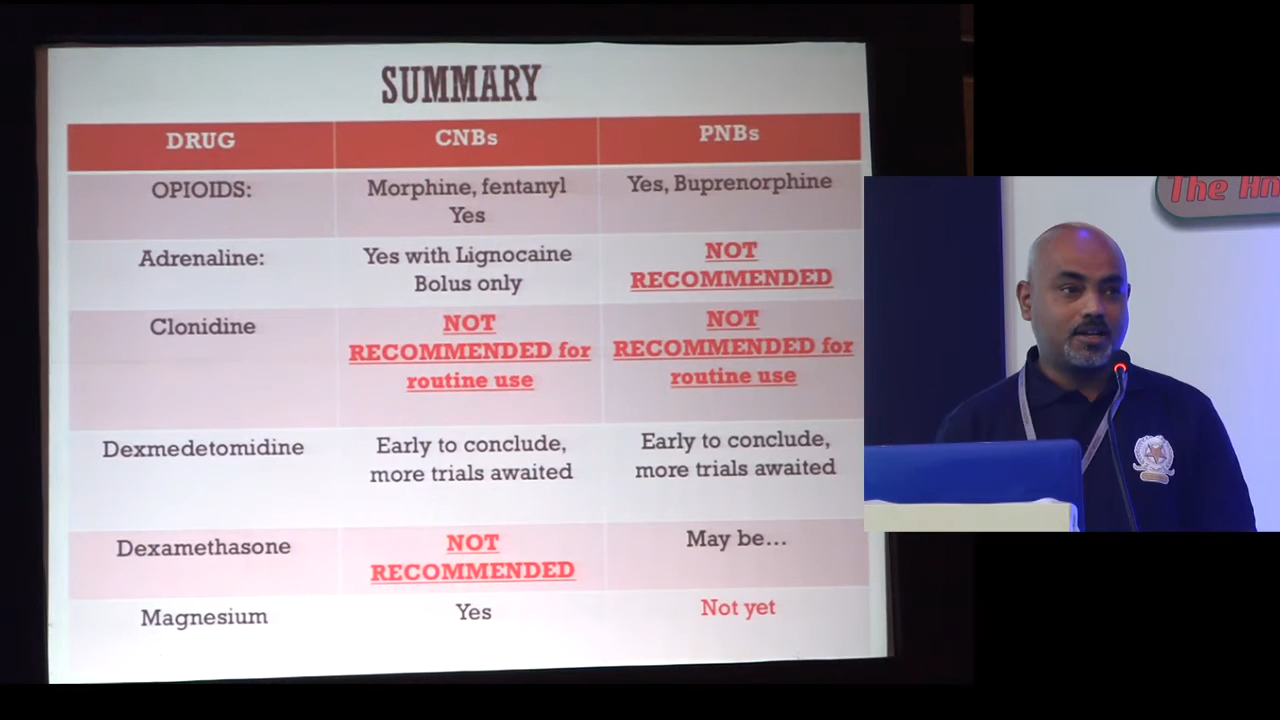 SUMMARY
DRUG
CNBs
PNBs
OPIOIDS:
Morphine, fentanyl
Yes
Yes, Buprenorphine
Adrenaline:
Yes with Lignocaine
Bolus only
NOT
RECOMMENDED
Clonidine
NOT
RECOMMENDED for
routine use
NOT
RECOMMENDED for
routine use
Dexmedetomidine
Early to conclude,
more trials awaited
Early to conclude,
more trials awaited
Dexamethasone
NOT
RECOMMENDED
May be...
Magnesium
Yes
Not yet
The